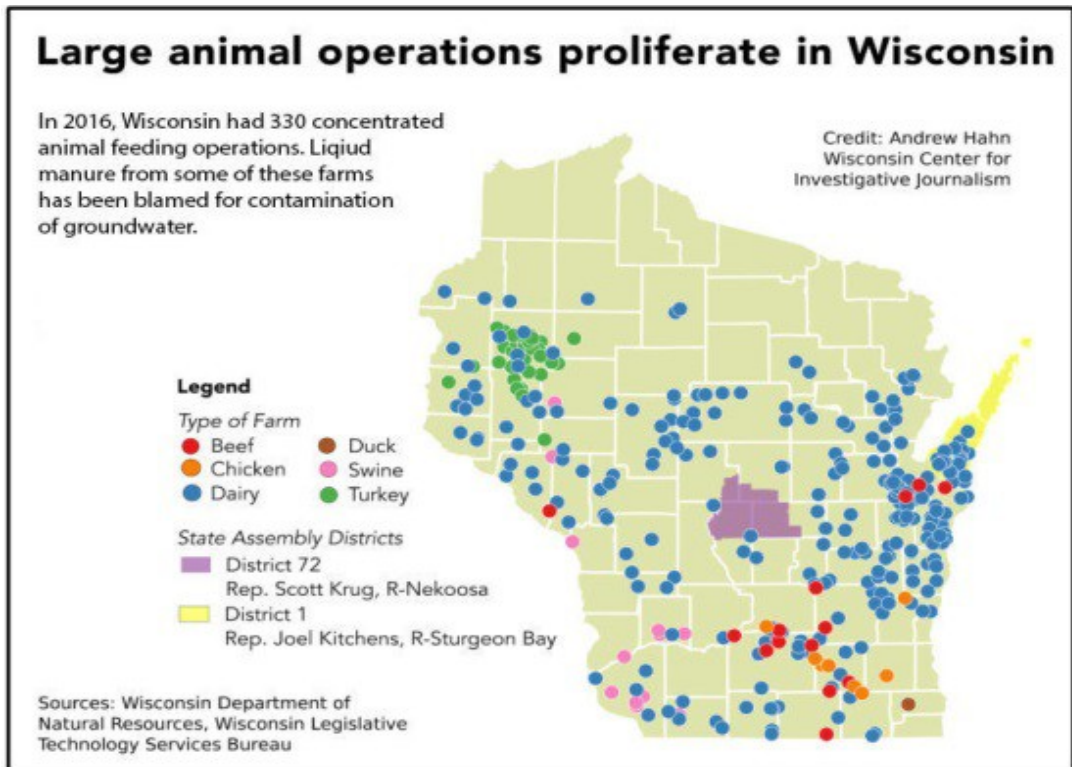 Large animal operations proliferate in Wisconsin
In 2016, Wisconsin had 330 concentrated
animal feeding operations. Liqiud
manure from some of these farms
has been blamed for contamination
of groundwater.
Credit: Andrew Hahn
Wisconsin Center for
Investigative Journalism
Legend
Type of Farm
Beef
Duck
Chicken
Swine
Dairy
Turkey
State Assembly Districts
District 72
Rep. Scott Krug, R-Nekoosa
District 1
Rep. Joel Kitchens, R-Sturgeon Bay
Sources: Wisconsin Department of
Natural Resources, Wisconsin Legislative
Technology Services Bureau